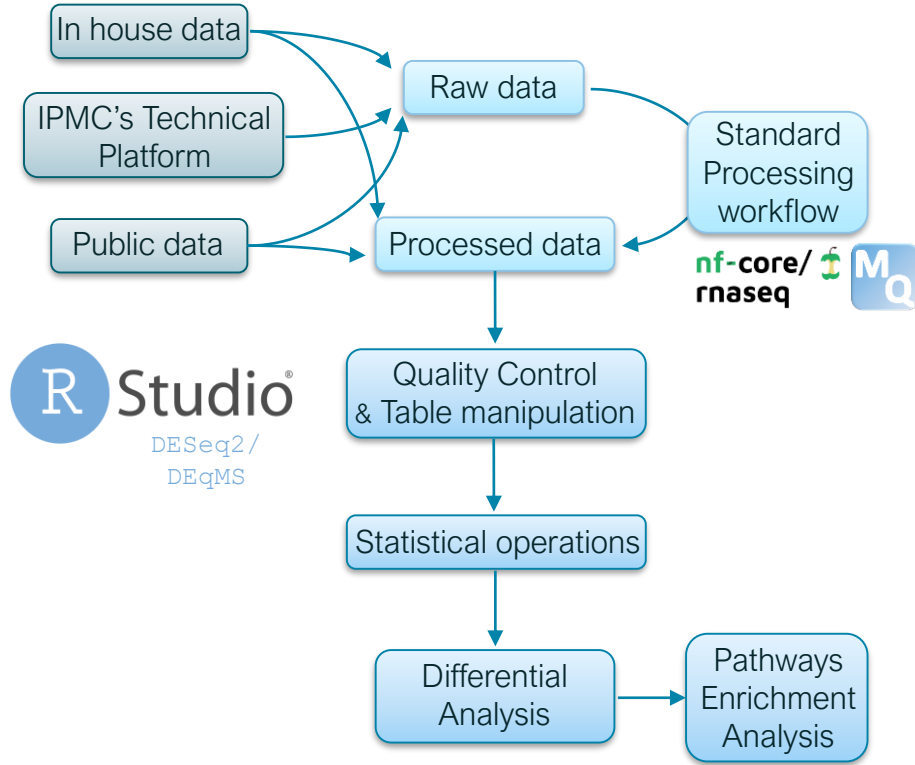 In house data
Raw data
IPMC's Technical
Platform
Standard
Processing
workflow
Public data
Processed data
nf-core/
rnaseq
M
Q
Quality Control
& Table manipulation
R Studio®
DESeq2/
DEqMS
Statistical operations
Differential
Analysis
Pathways
Enrichment
Analysis